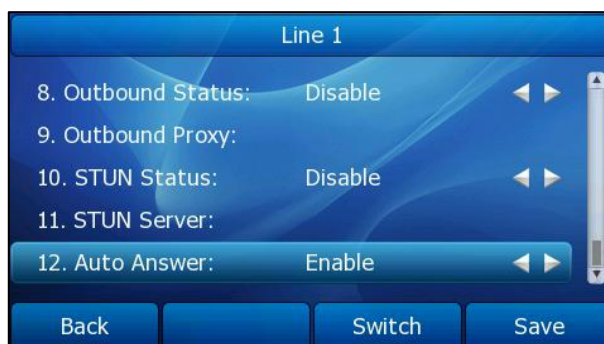 Line 1
8. Outbound Status: Disable
9. Outbound Proxy:
10. STUN Status: Disable
11. STUN Server:
12. Auto Answer: Enable
Back Switch Save